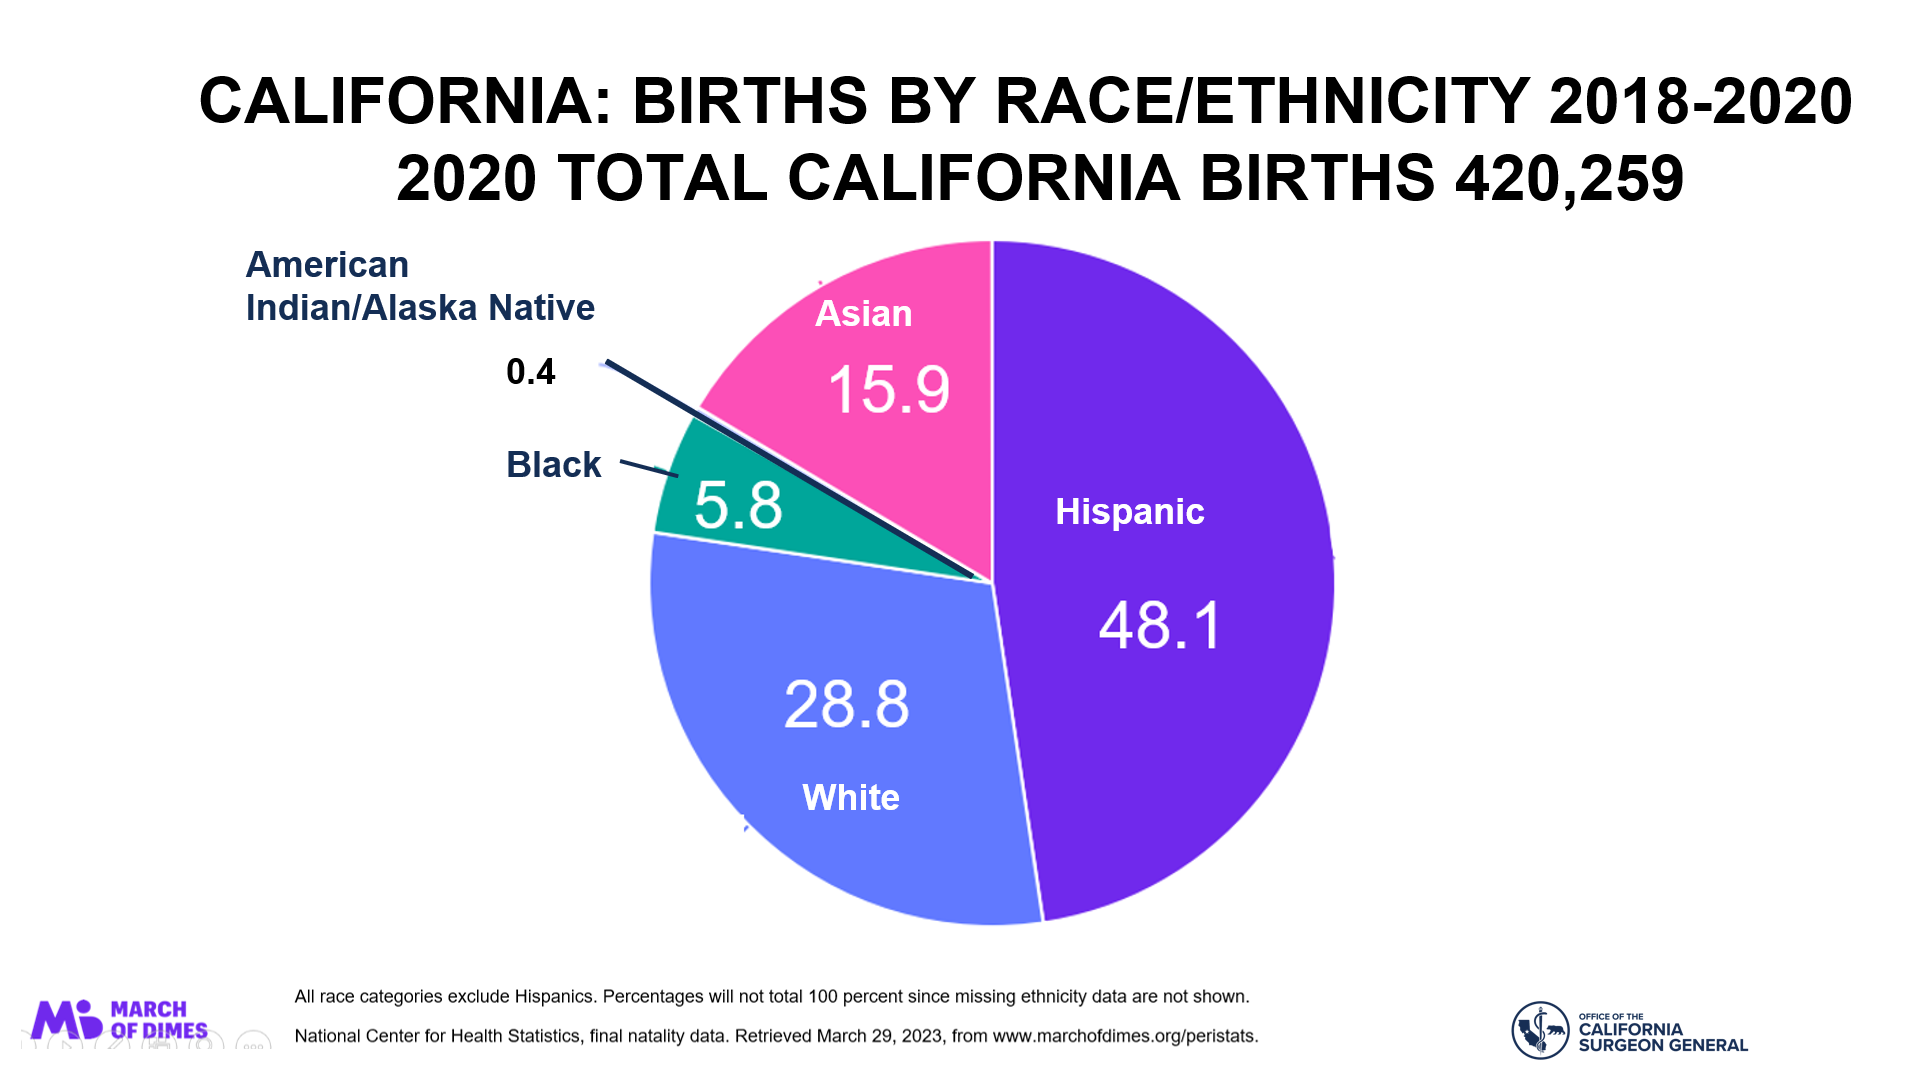 CALIFORNIA: BIRTHS BY RACE/ETHNICITY 2018-2020
2020 TOTAL CALIFORNIA BIRTHS 420,259
American
Indian/Alaska Native
0.4
Black
5.8
Asian
15.9
Hispanic
48.1
28.8
White
All race categories exclude Hispanics. Percentages will not total 100 percent since missing ethnicity data are not shown.
National Center for Health Statistics, final natality data. Retrieved March 29, 2023, from www.marchofdimes.org/peristats.
MARCH
OF DIMES
OFFICE OF THE
CALIFORNIA
SURGEON GENERAL